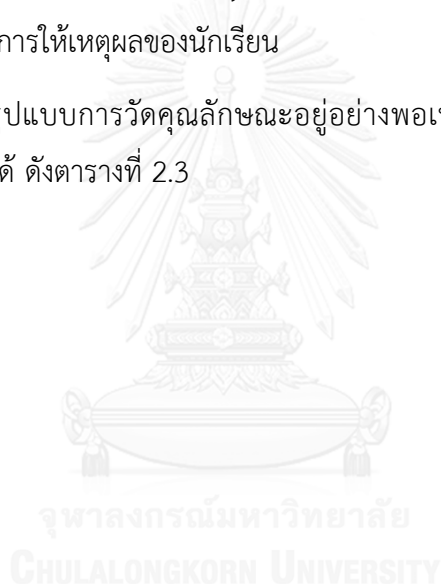 การให้เหตุผลของนักเรียน
รูปแบบการวัดคุณลักษณะอยู่อย่างพอ
ได้ ดังตารางที่ 2.3
จุฬาลงกรณ์มหาวิทยาลัย
CHULALONGKORN UNIVERSITY